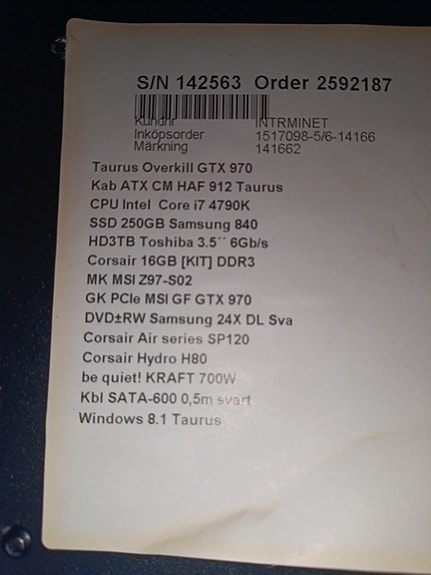 S/N 142563 Order 2592187
Kundnr INTRMINET
Inköpsorder 1517098-5/6-14166
Märkning 141662
Taurus Overkill GTX 970
Kab ATX CM HAF 912 Taurus
CPU Intel Core i7 4790K
SSD 250GB Samsung 840
HD3TB Toshiba 3.5´´ 6Gb/s
Corsair 16GB [KIT] DDR3
MK MSI Z97-S02
GK PCIe MSI GF GTX 970
DVD±RW Samsung 24X DL Sva
Corsair Air series SP120
Corsair Hydro H80
be quiet! KRAFT 700W
Kbl SATA-600 0,5m svart
Windows 8.1 Taurus